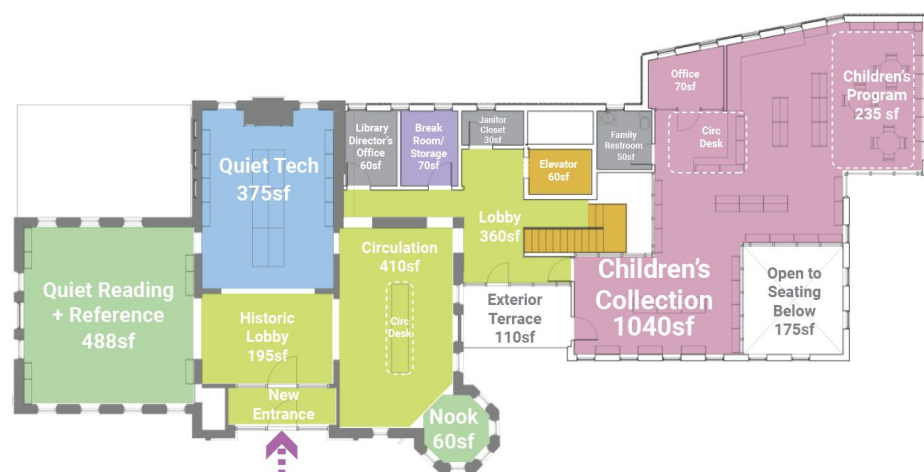 Quiet Reading
+ Reference
488sf
Quiet Tech
375sf
Historic
Lobby
195sf
New
Entrance
Library
Director's
Office
60sf
Break
Room/
Storage
70sf
Circulation
410sf
Circ
Desk
Nook
60sf
Janitor
Closet
30sf
Elevator
60sf
Lobby
360sf
Exterior
Terrace
110sf
Family
Restroom
50sf
Office
70sf
Circ
Desk
Children's
Program
235 sf
Children's
Collection
1040sf
Open to
Seating
Below
175sf